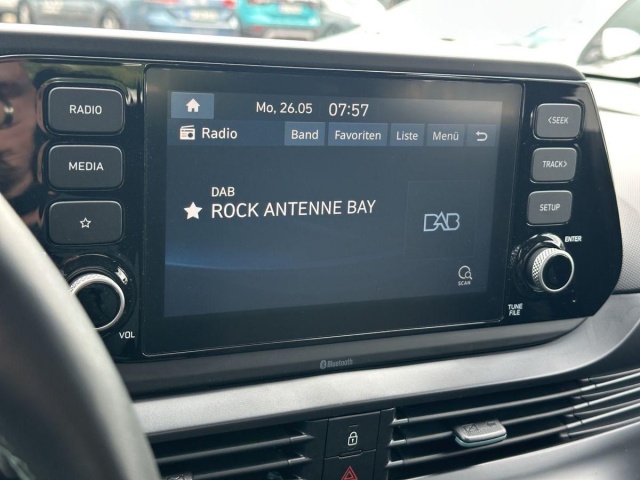 Mo, 26.05 07:57
Radio Band Favoriten Liste Menü
DAB
ROCK ANTENNE BAY
DAB
SCAN
RADIO
MEDIA
VOL
<SEEK
TRACK>
SETUP
ENTER
TUNE
FILE
Bluetooth